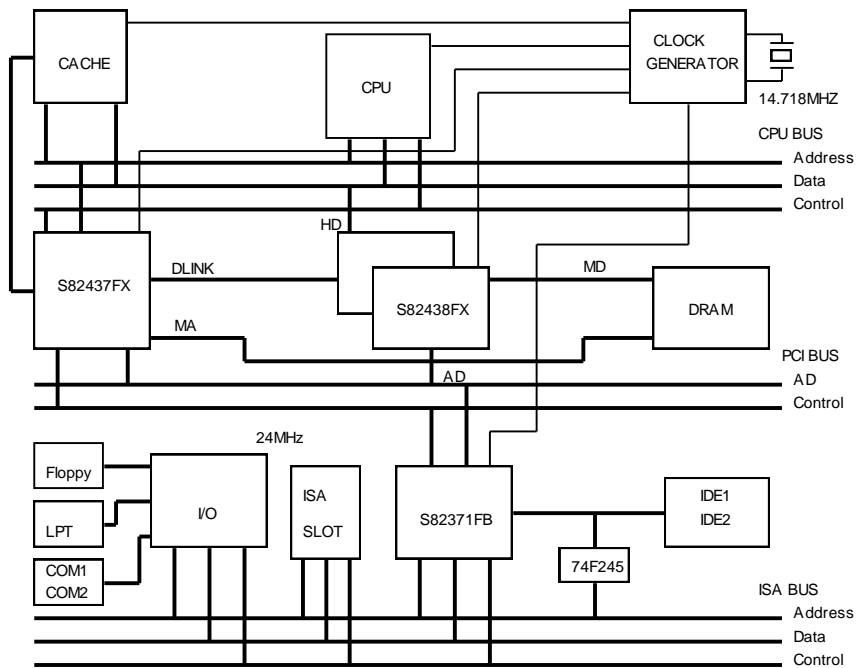 CACHE
CPU
CLOCK
GENERATOR
14.718MHZ
CPU BUS
Address
Data
Control
HD
S82437FX
DLINK
S82438FX
MD
DRAM
MA
PCI BUS
AD
AD
Control
24MHz
Floppy
LPT
COM1
COM2
I/O
ISA
SLOT
S82371FB
IDE1
IDE2
74F245
ISA BUS
Address
Data
Control